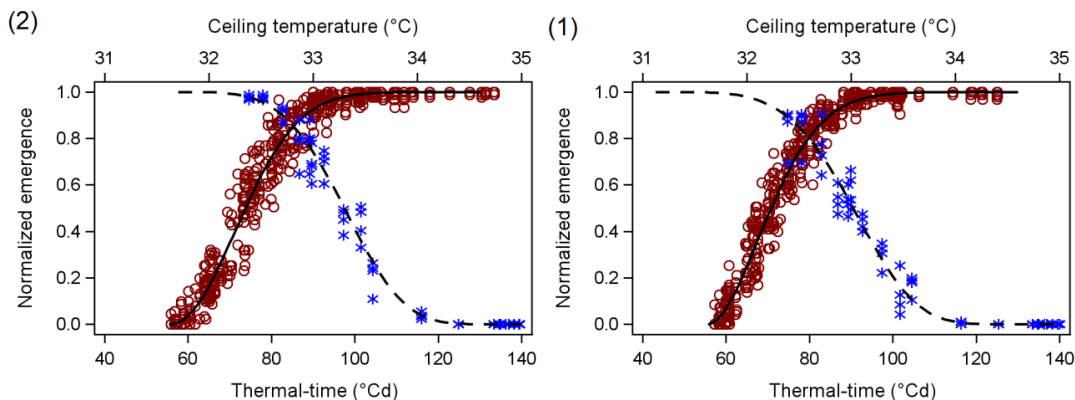 (2)
Ceiling temperature (°C)
31 32 33 34 35
Normalized emergence
1.0
0.8
0.6
0.4
0.2
0.0
40 60 80 100 120 140
Thermal-time (°Cd)
(1)
Ceiling temperature (°C)
31 32 33 34 35
Normalized emergence
1.0
0.8
0.6
0.4
0.2
0.0
40 60 80 100 120 140
Thermal-time (°Cd)